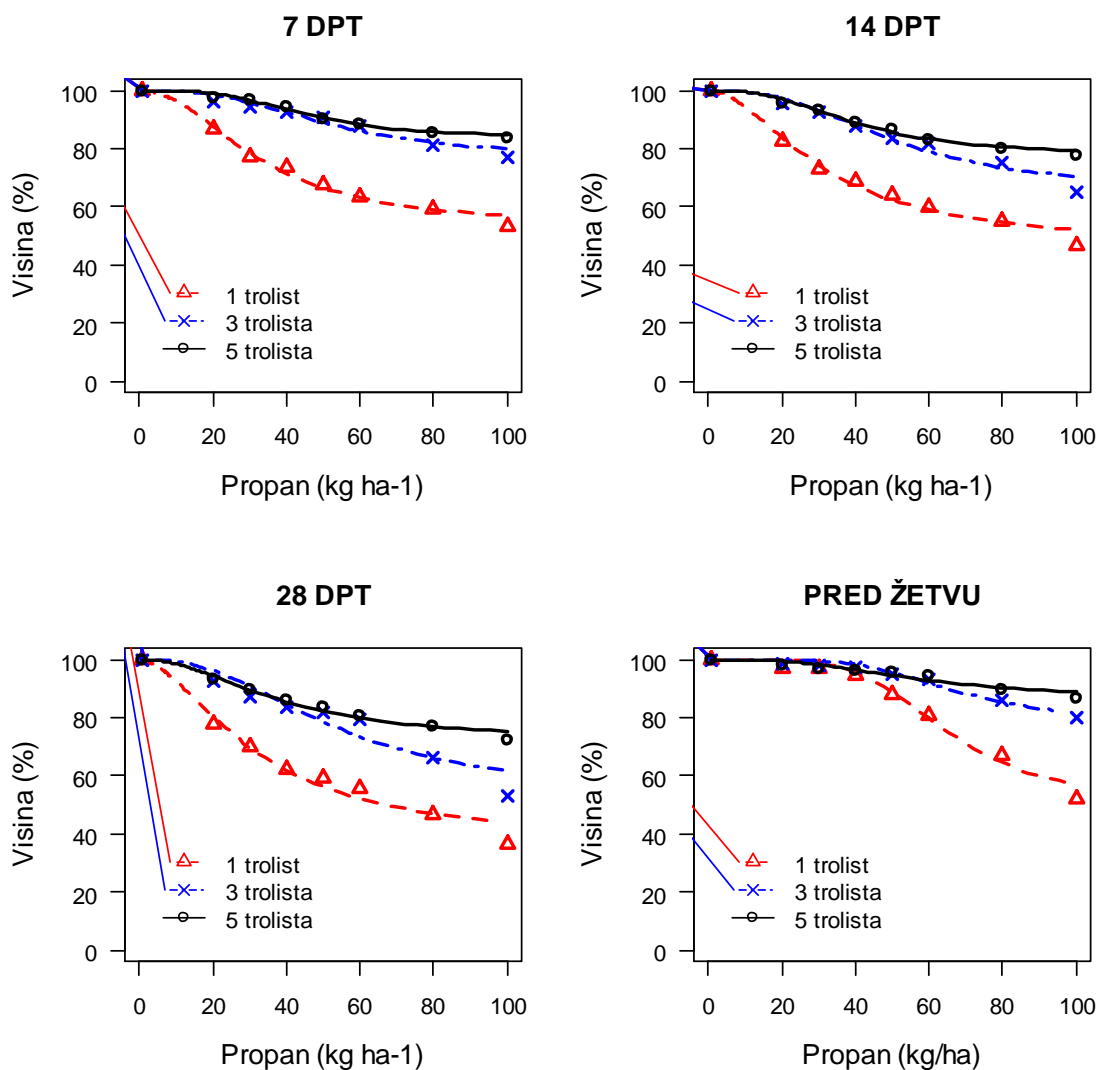 7 DPT
Visina (%)
100
80
60
40
20
0
1 trolist
3 trolista
5 trolista
0 20 40 60 80 100
Propan (kg ha-1)
14 DPT
Visina (%)
100
80
60
40
20
0
1 trolist
3 trolista
5 trolista
0 20 40 60 80 100
Propan (kg ha-1)
28 DPT
Visina (%)
100
80
60
40
20
0
1 trolist
3 trolista
5 trolista
0 20 40 60 80 100
Propan (kg ha-1)
PRED ŽETVU
Visina (%)
100
80
60
40
20
0
1 trolist
3 trolista
5 trolista
0 20 40 60 80 100
Propan (kg/ha)